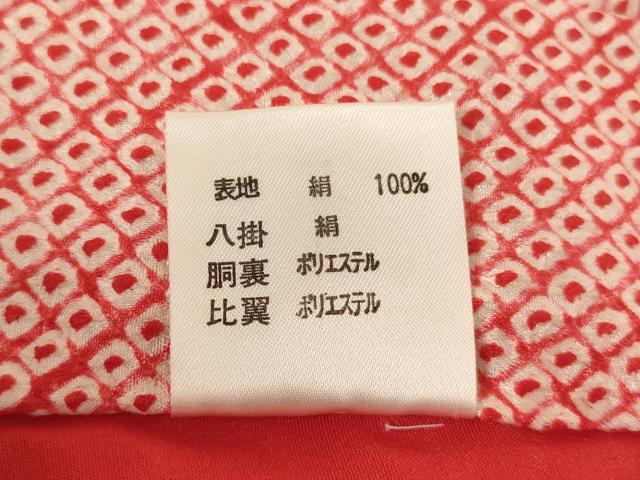 表地 絹 100%
八掛 絹
胴裏 ポリエステル
比翼 ポリエステル